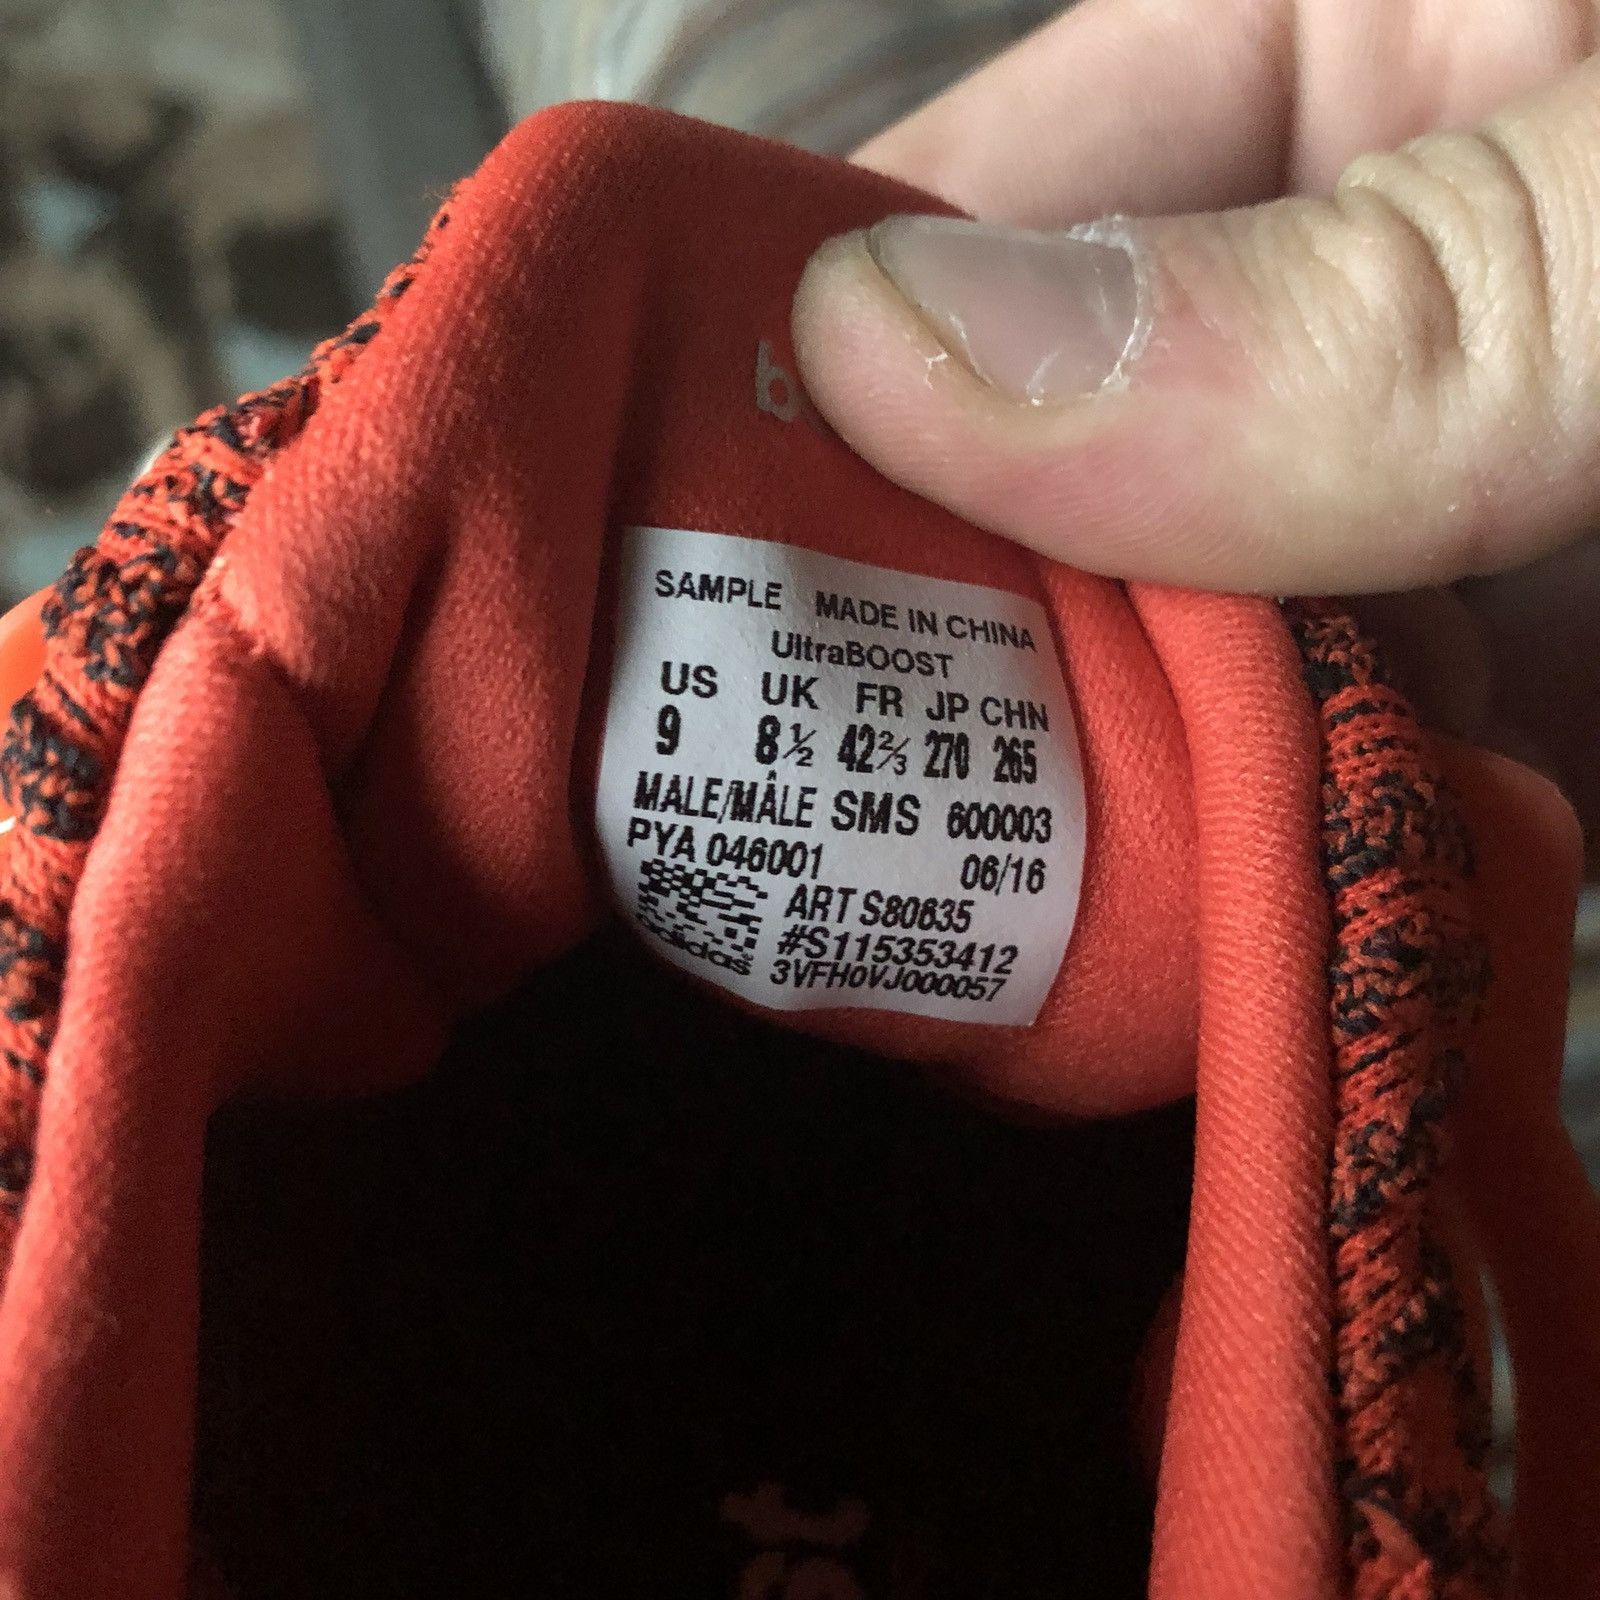 b
SAMPLE MADE IN CHINA
UltraBOOST
US UK FR JP CHN
9 8½ 42⅔ 270 265
MALE/MÂLE SMS 600003
PYA 046001 06/16
ART S80635
#S115353412
3VFH0VJ000057
adidas